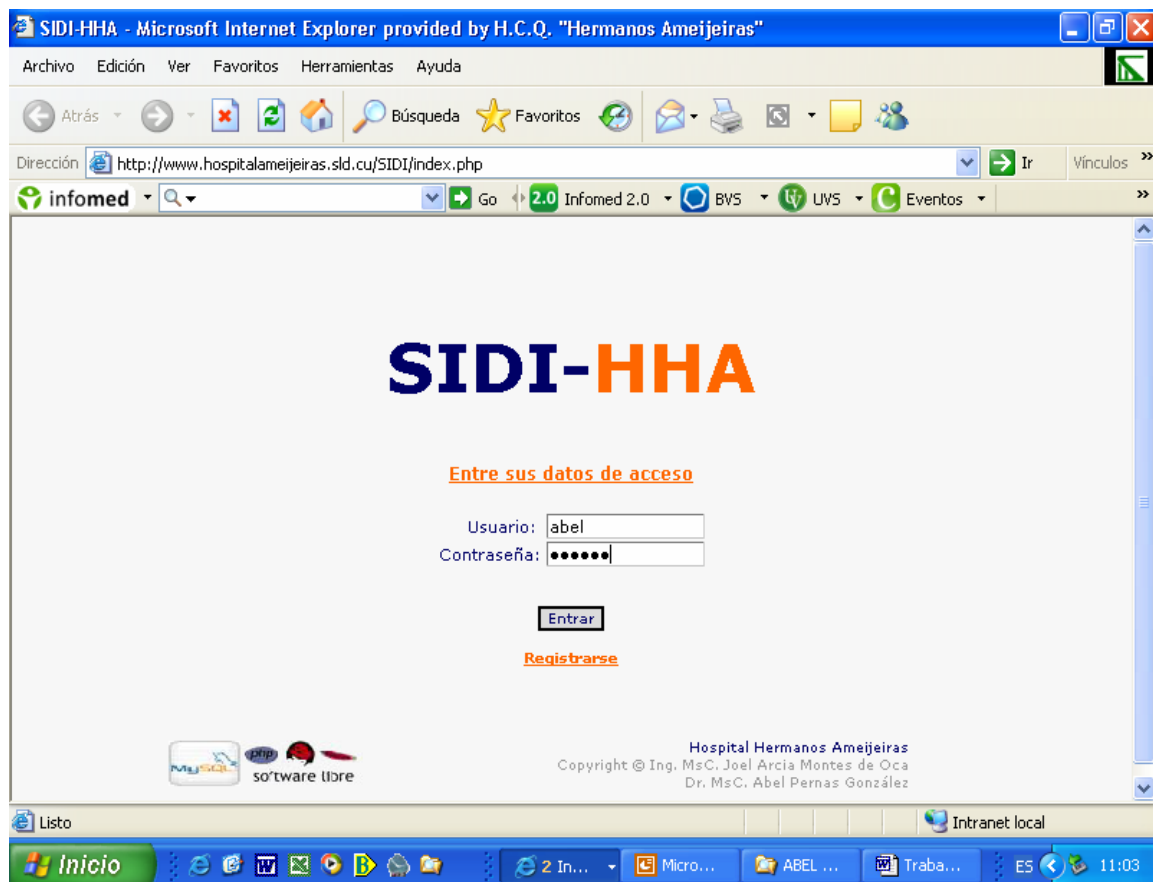 SIDI-HHA - Microsoft Internet Explorer provided by H.C.Q. "Hermanos Ameijeiras"
Archivo Edición Ver Favoritos Herramientas Ayuda
Atrás Búsqueda Favoritos
Dirección http://www.hospitalameijeiras.sld.cu/SIDI/index.php Ir Vínculos »
infomed Go 2.0 Infomed 2.0 BVS UVS Eventos »
SIDI-HHA
Entre sus datos de acceso
Usuario: abel
Contraseña: ••••••
Entrar
Registrarse
MySQL php software libre
Hospital Hermanos Ameijeiras
Copyright © Ing. MsC. Joel Arcia Montes de Oca
Dr. MsC. Abel Pernas González
Listo Intranet local
Inicio 2 In... Micro... ABEL ... Traba... ES 11:03